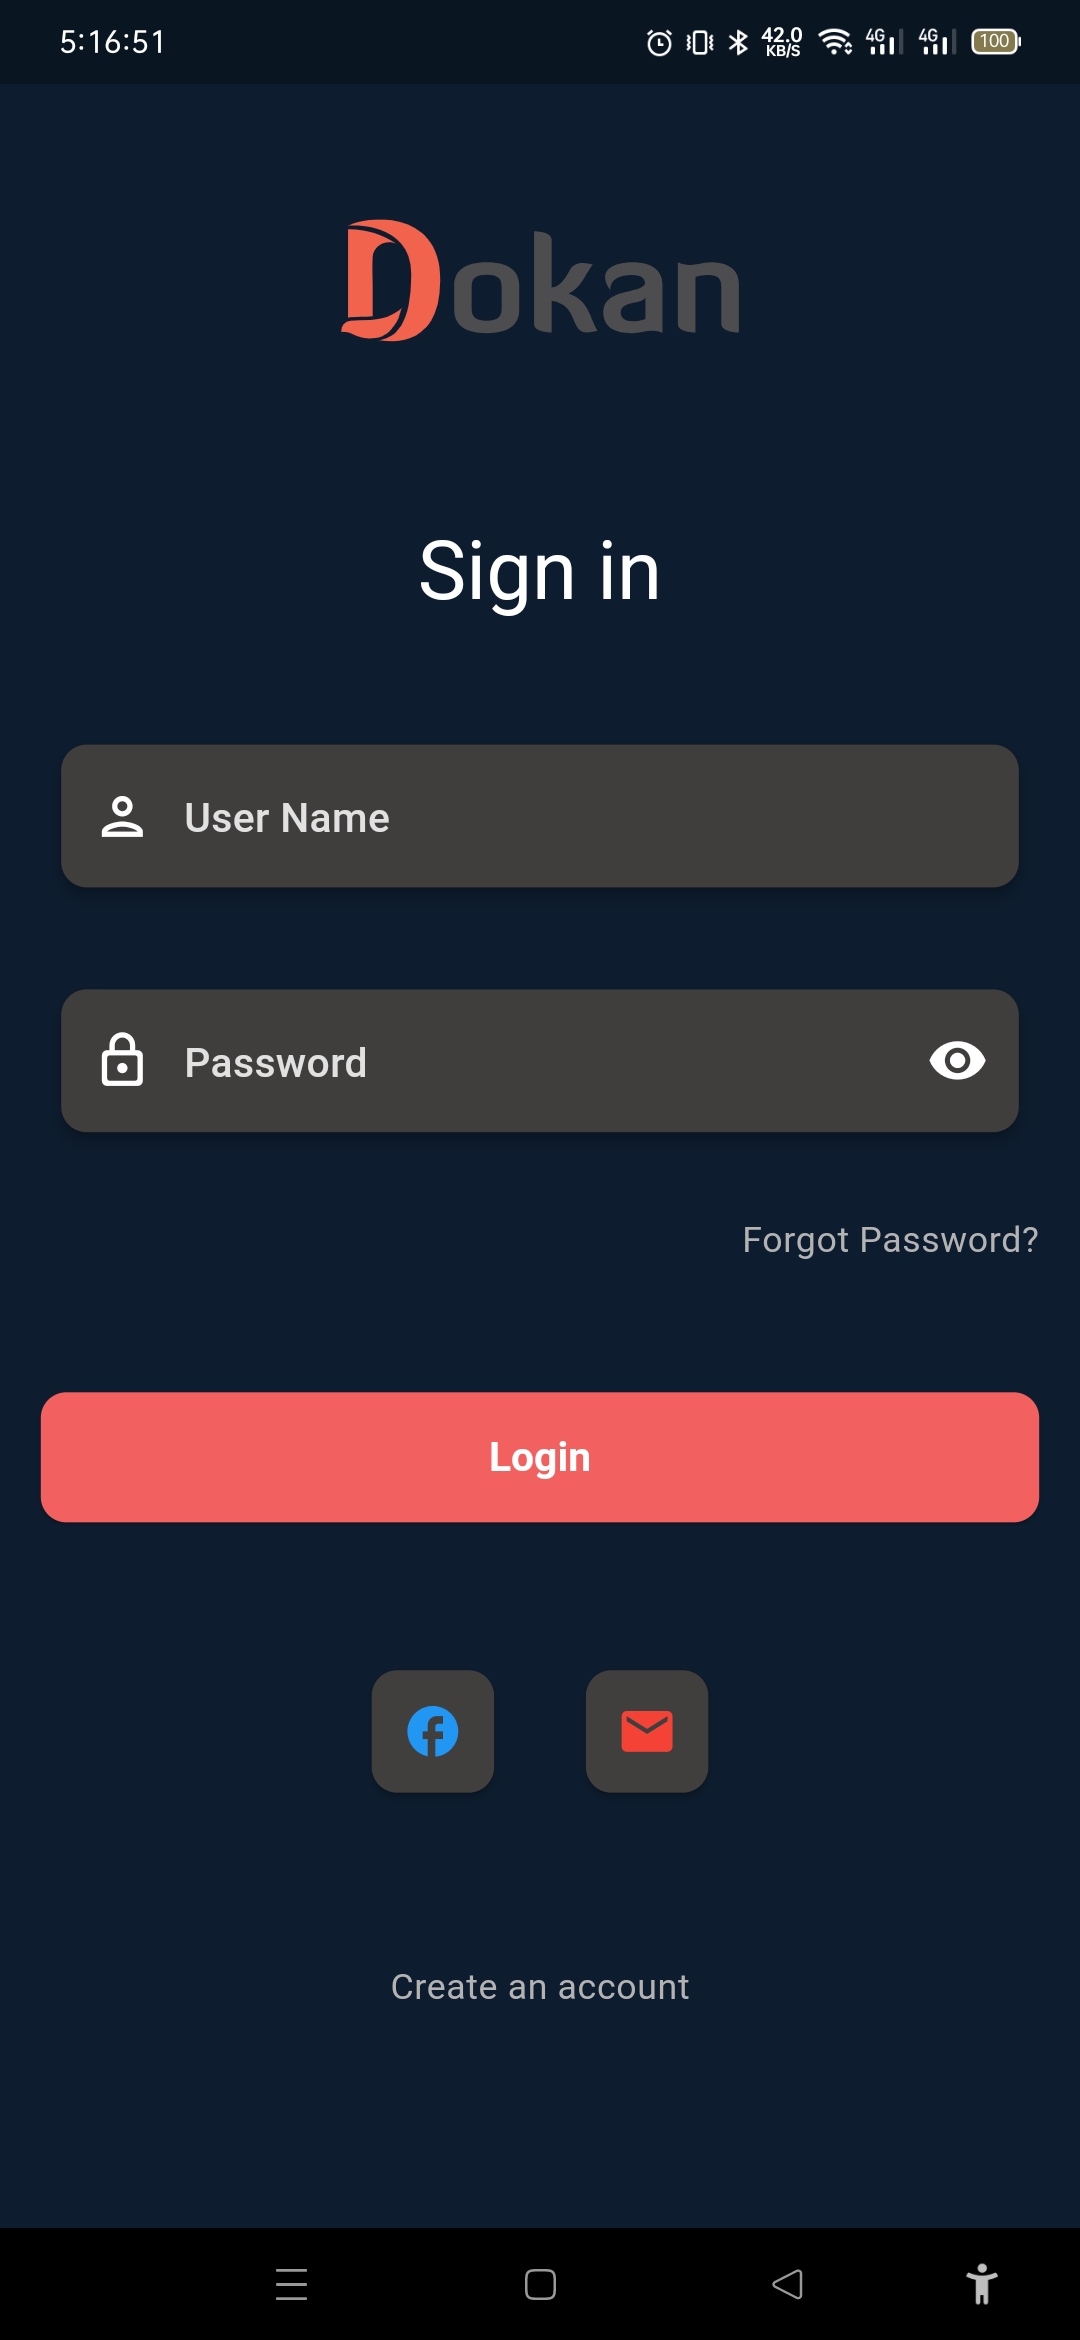 5:16:51
42.0
KB/S
4G
4G
100
Dokan
Sign in
User Name
Password
Forgot Password?
Login
Create an account